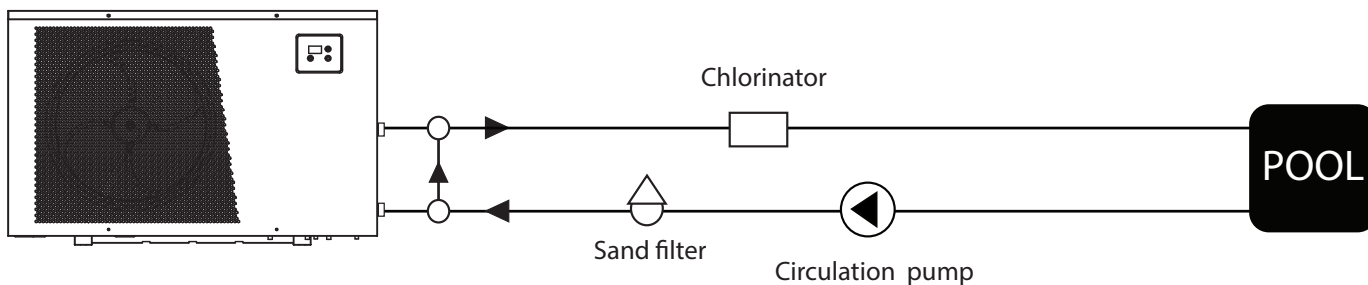 Chlorinator
POOL
Sand filter
Circulation pump